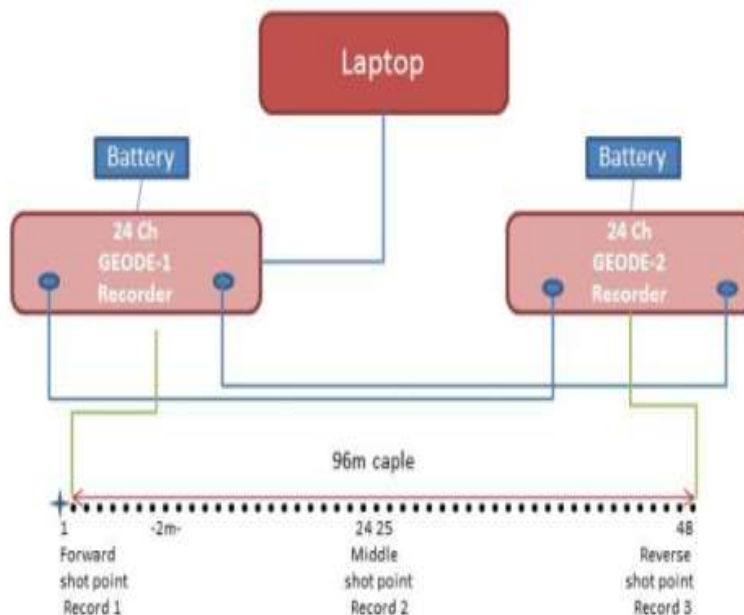 Laptop
Battery
Battery
24 Ch
GEODE-1
Recorder
24 Ch
GEODE-2
Recorder
96m caple
1
-2m-
24 25
48
Forward
shot point
Record 1
Middle
shot point
Record 2
Reverse
shot point
Record 3